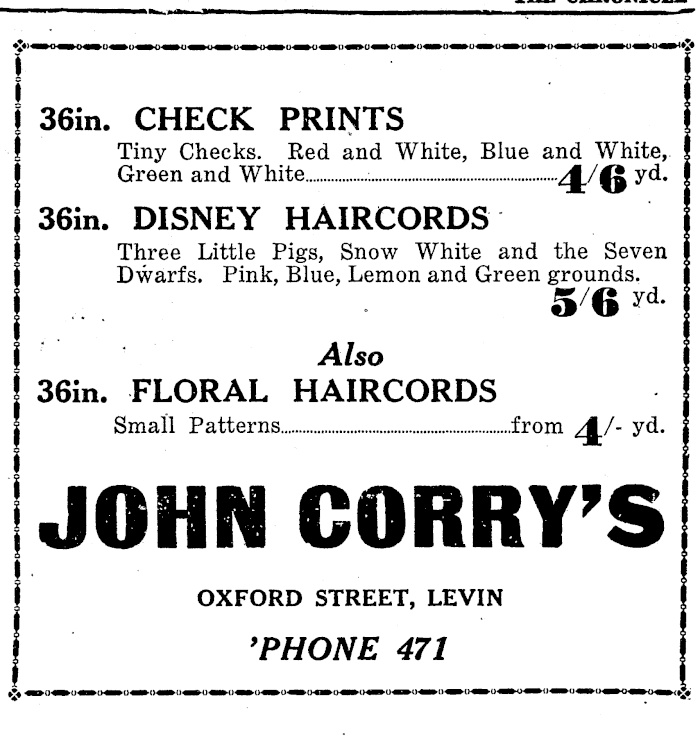 36in. CHECK PRINTS
Tiny Checks. Red and White, Blue and White,
Green and White..........4/6 yd.
36in. DISNEY HAIRCORDS
Three Little Pigs, Snow White and the Seven
Dwarfs. Pink, Blue, Lemon and Green grounds.
5/6 yd.
Also
36in. FLORAL HAIRCORDS
Small Patterns..........from 4/- yd.
JOHN CORRY'S
OXFORD STREET, LEVIN
'PHONE 471